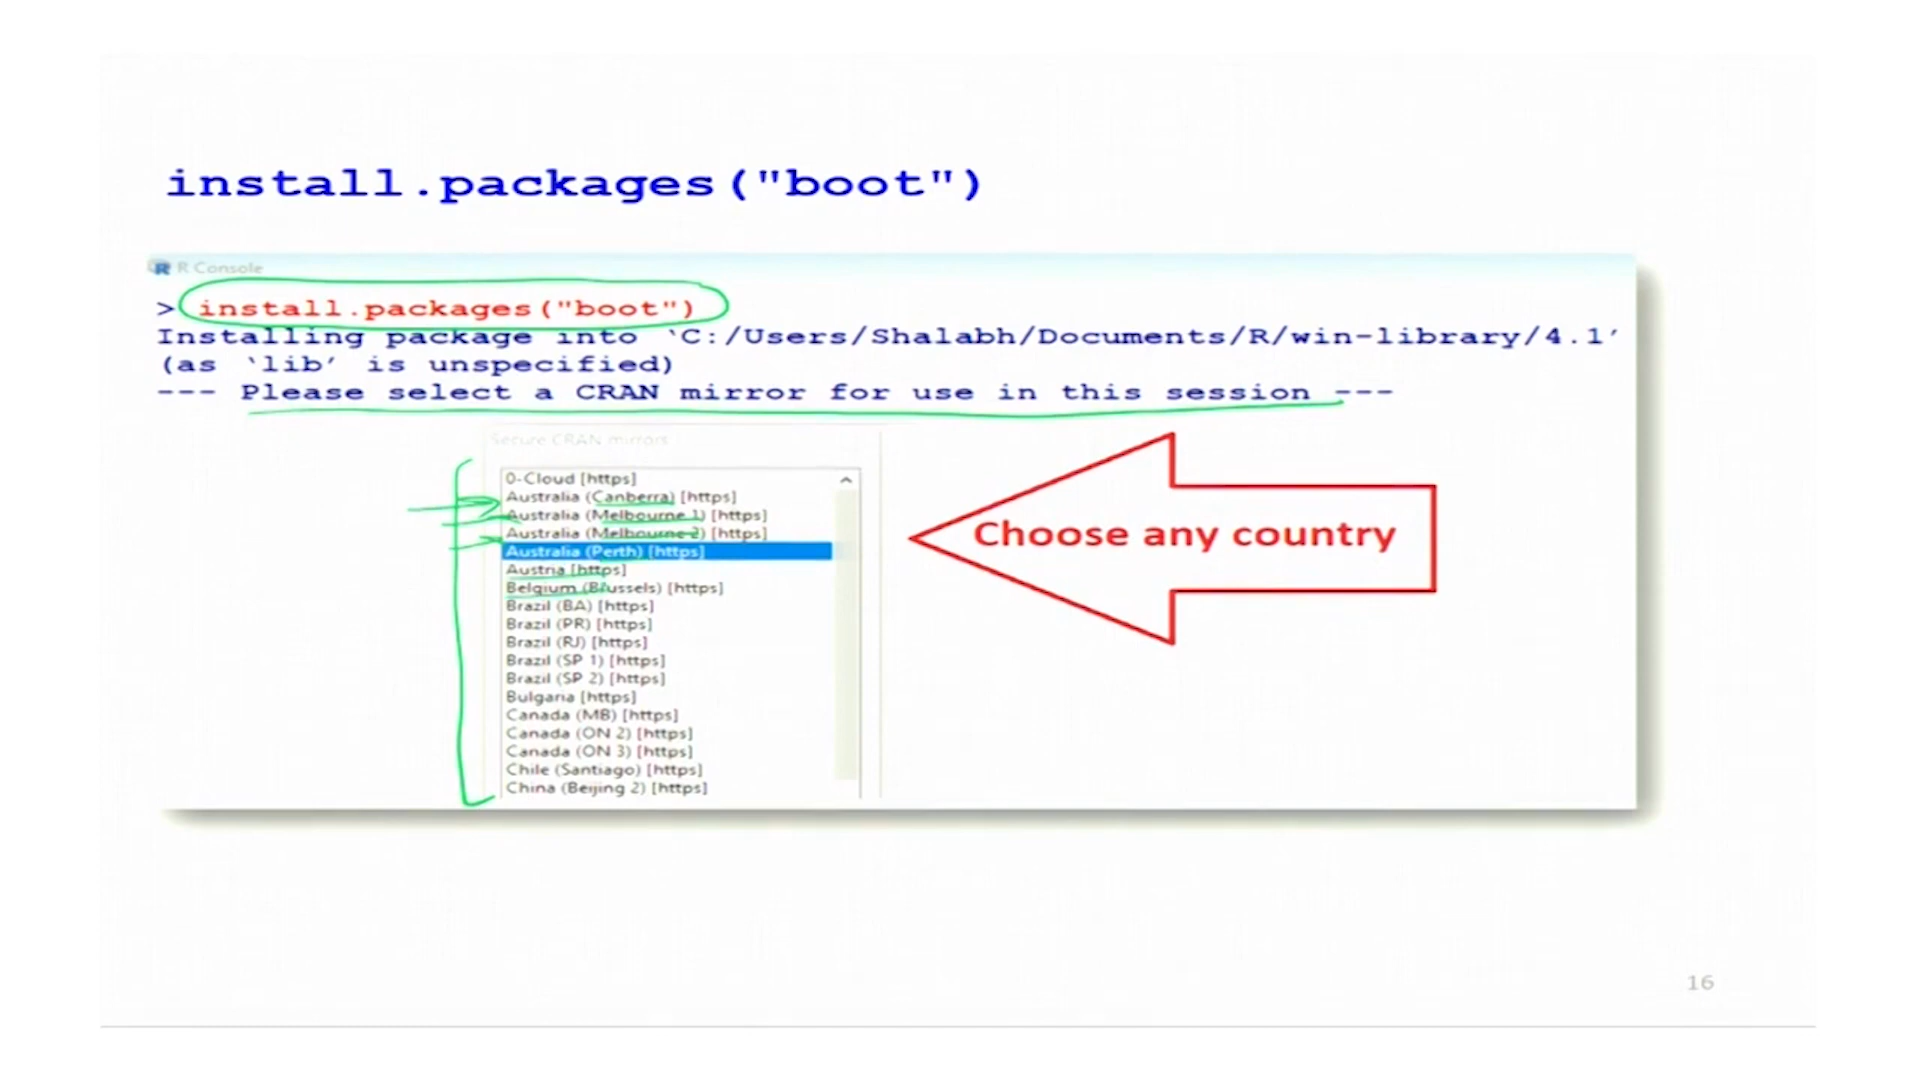 install.packages("boot")
R Console
> install.packages("boot")
Installing package into ‘C:/Users/Shalabh/Documents/R/win-library/4.1’
(as ‘lib’ is unspecified)
--- Please select a CRAN mirror for use in this session ---
Secure CRAN mirrors
0-Cloud [https]
Australia (Canberra) [https]
Australia (Melbourne 1) [https]
Australia (Melbourne 2) [https]
Australia (Perth) [https]
Austria [https]
Belgium (Brussels) [https]
Brazil (BA) [https]
Brazil (PR) [https]
Brazil (RJ) [https]
Brazil (SP 1) [https]
Brazil (SP 2) [https]
Bulgaria [https]
Canada (MB) [https]
Canada (ON 2) [https]
Canada (ON 3) [https]
Chile (Santiago) [https]
China (Beijing 2) [https]
Choose any country
16